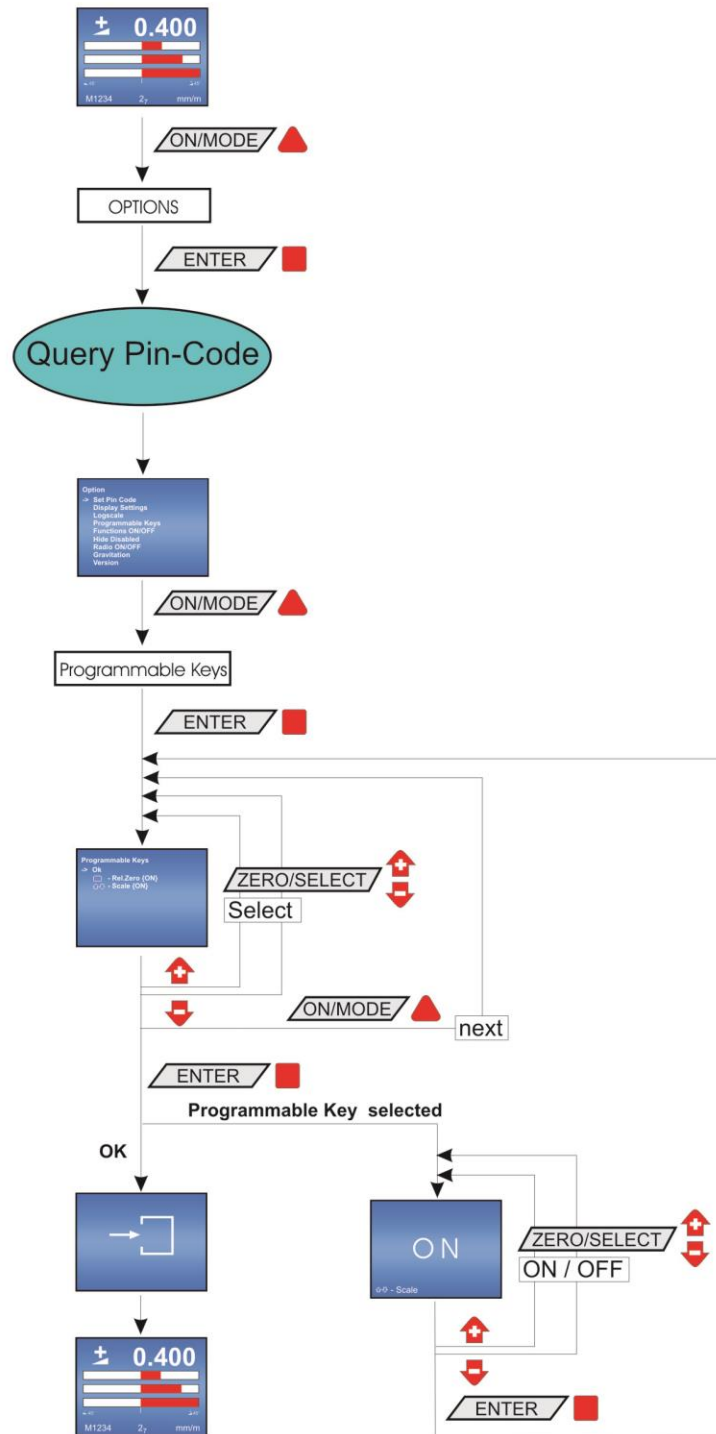 ± 0.400
M1234 2₇ mm/m
ON/MODE
OPTIONS
ENTER
Query Pin-Code
Option
-> Set Pin Code
Display Settings
Logscale
Programmable Keys
Functions ON/OFF
Hide Disabled
Radio ON/OFF
Gravitation
Version
ON/MODE
Programmable Keys
ENTER
Programmable Keys
-> Ok
- Rel.Zero (ON)
- Scale (ON)
ZERO/SELECT
Select
ON/MODE
next
ENTER
Programmable Key selected
OK
ON
- Scale
ZERO/SELECT
ON / OFF
± 0.400
M1234 2₇ mm/m
ENTER